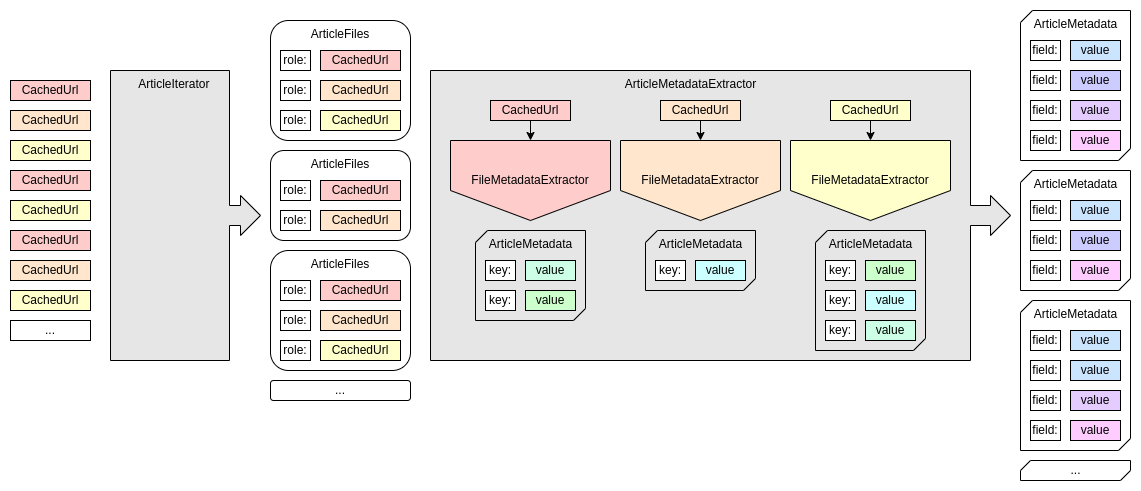 CachedUrl
CachedUrl
CachedUrl
CachedUrl
CachedUrl
CachedUrl
CachedUrl
CachedUrl
...
ArticleIterator
ArticleFiles
role: CachedUrl
role: CachedUrl
role: CachedUrl
ArticleFiles
role: CachedUrl
role: CachedUrl
ArticleFiles
role: CachedUrl
role: CachedUrl
role: CachedUrl
...
ArticleMetadataExtractor
CachedUrl
FileMetadataExtractor
ArticleMetadata
key: value
key: value
CachedUrl
FileMetadataExtractor
ArticleMetadata
key: value
CachedUrl
FileMetadataExtractor
ArticleMetadata
key: value
key: value
key: value
ArticleMetadata
field: value
field: value
field: value
field: value
ArticleMetadata
field: value
field: value
field: value
ArticleMetadata
field: value
field: value
field: value
field: value
...